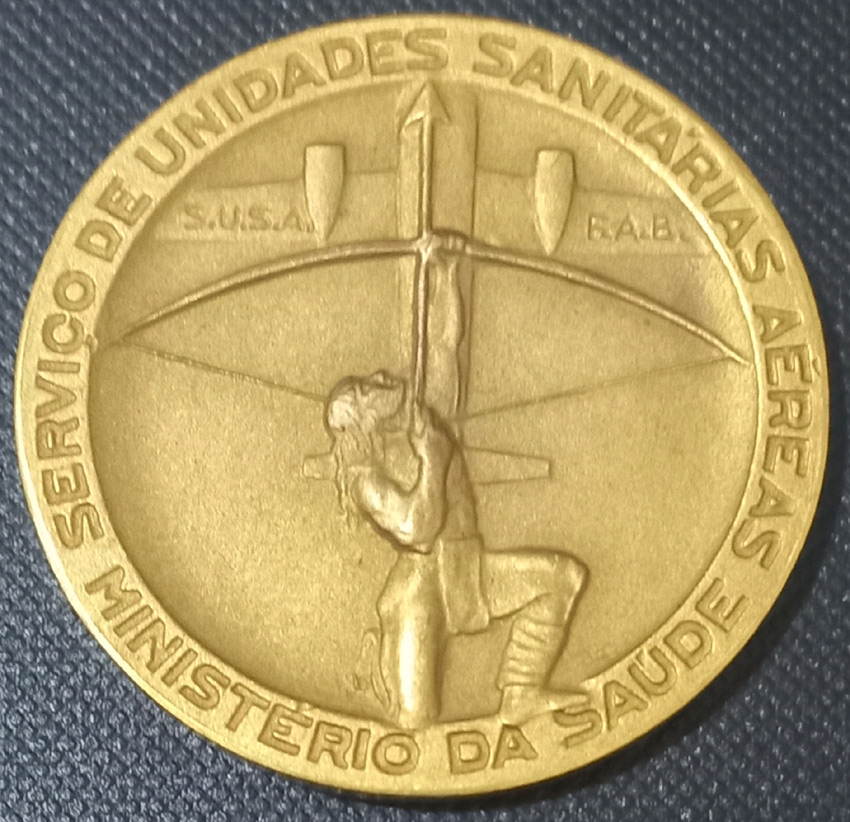 SERVIÇO DE UNIDADES SANITÁRIAS AÉREAS
MINISTÉRIO DA SAÚDE
S.U.S.A.
F.A.B.